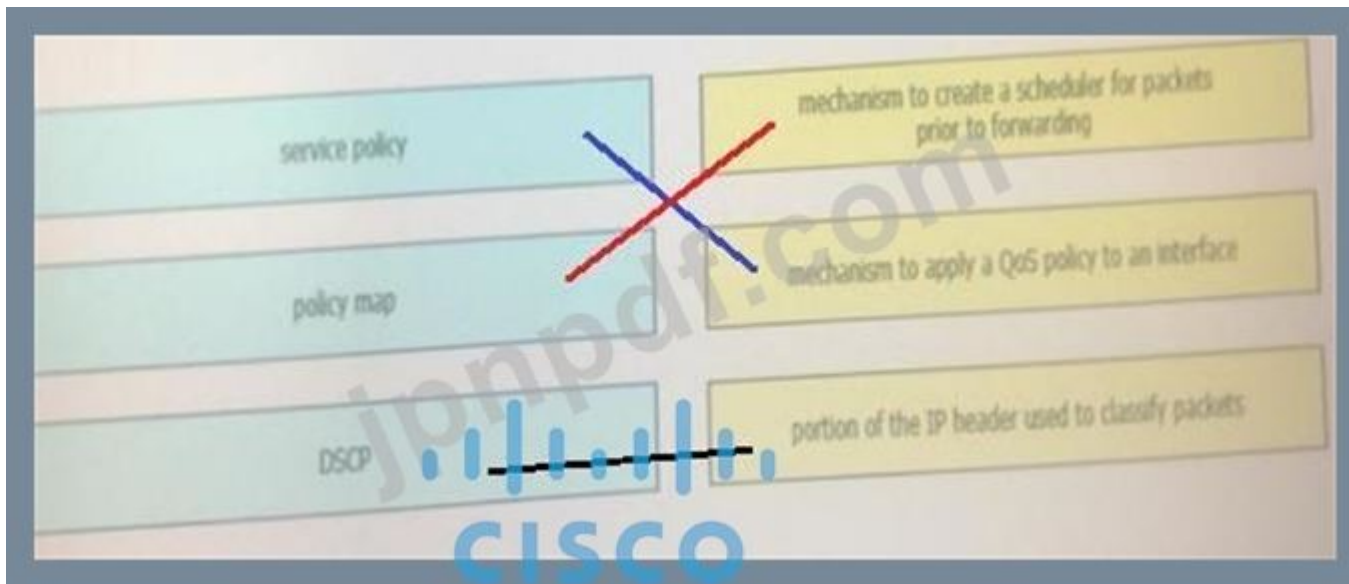 service policy
mechanism to create a scheduler for packets
prior to forwarding
policy map
mechanism to apply a QoS policy to an interface
DSCP
portion of the IP header used to classify packets
jpnpdf.com
CISCO